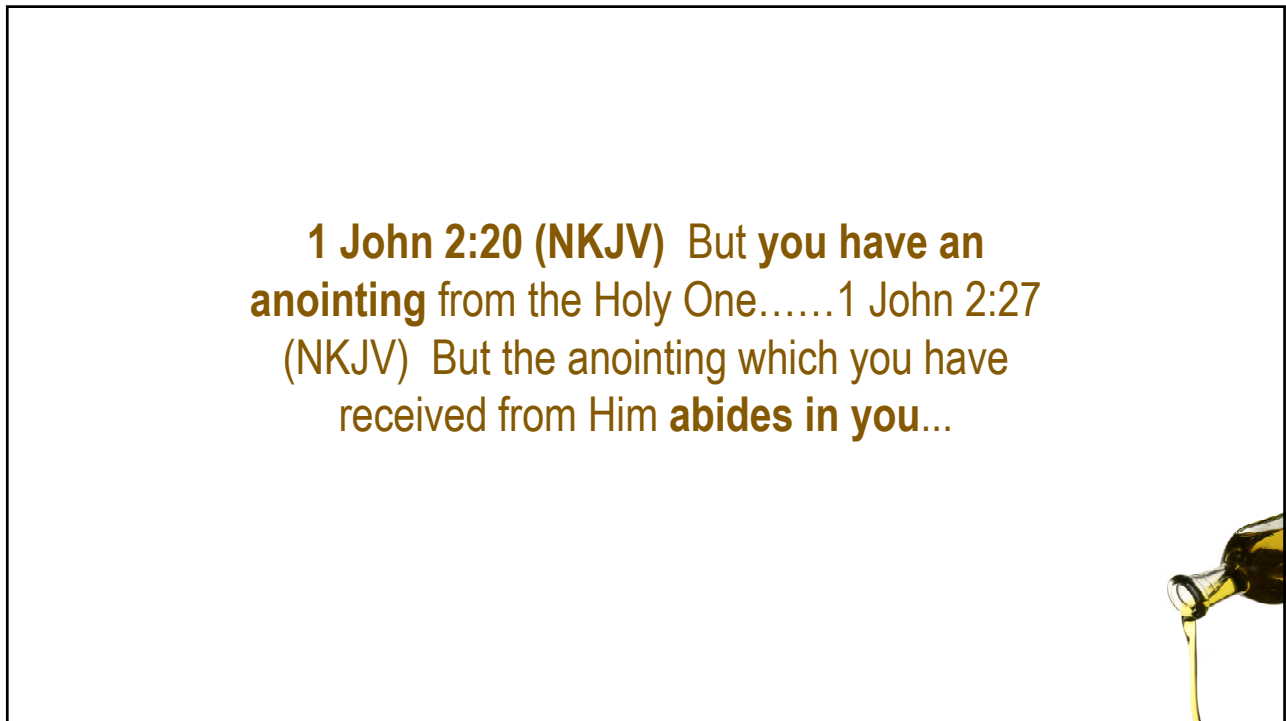 1 John 2:20 (NKJV)  But you have an
anointing from the Holy One……1 John 2:27
(NKJV)  But the anointing which you have
received from Him abides in you...